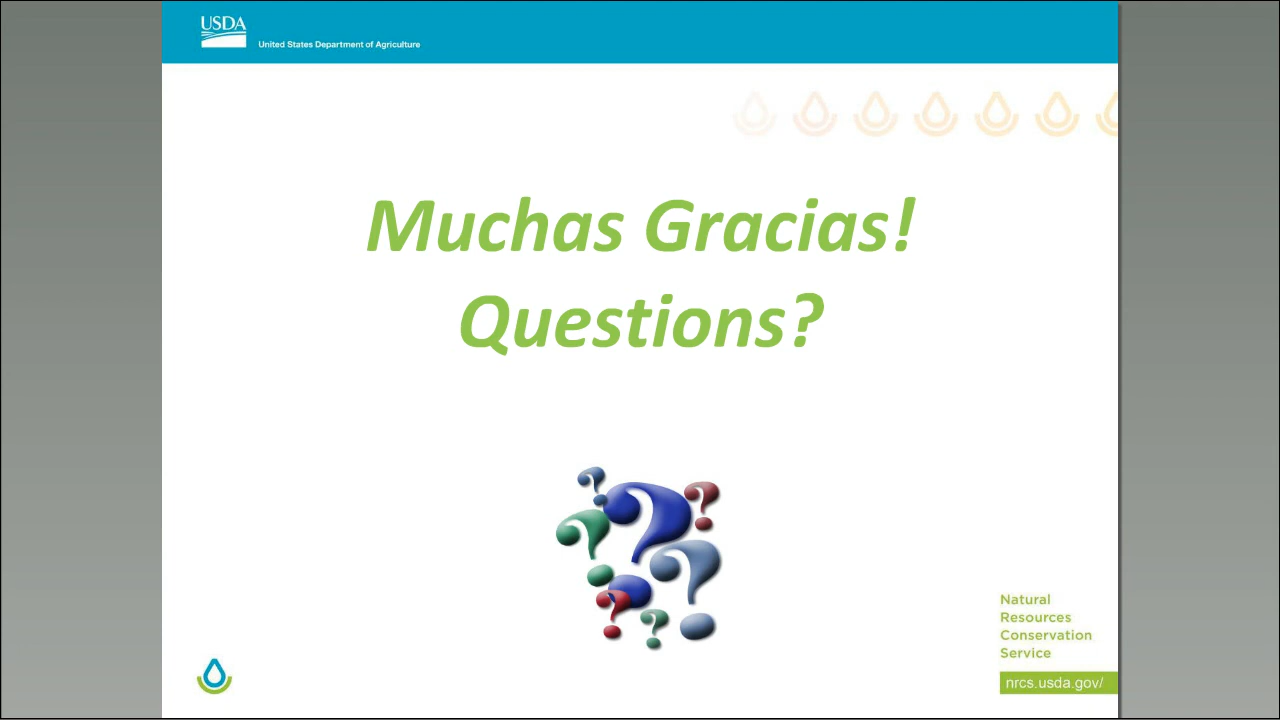 USDA
United States Department of Agriculture
Muchas Gracias!
Questions?
Natural
Resources
Conservation
Service
nrcs.usda.gov/